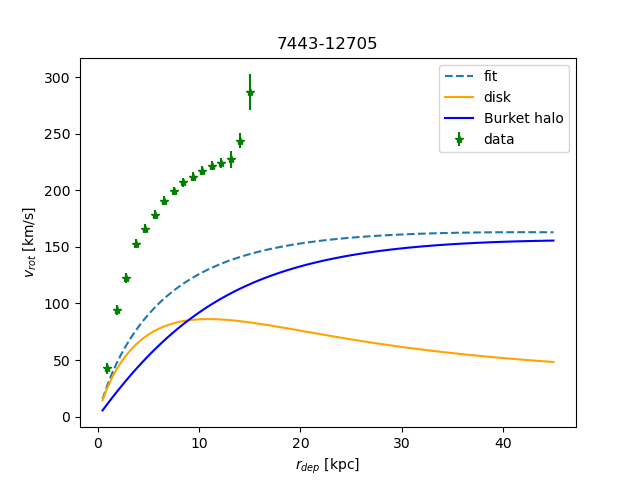 7443-12705
fit
disk
Burket halo
data
300
250
200
150
100
50
0
v_rot [km/s]
0 10 20 30 40
r_dep [kpc]